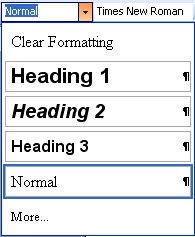 Normal Times New Roman
Clear Formatting
Heading 1 ¶
Heading 2 ¶
Heading 3 ¶
Normal ¶
More...